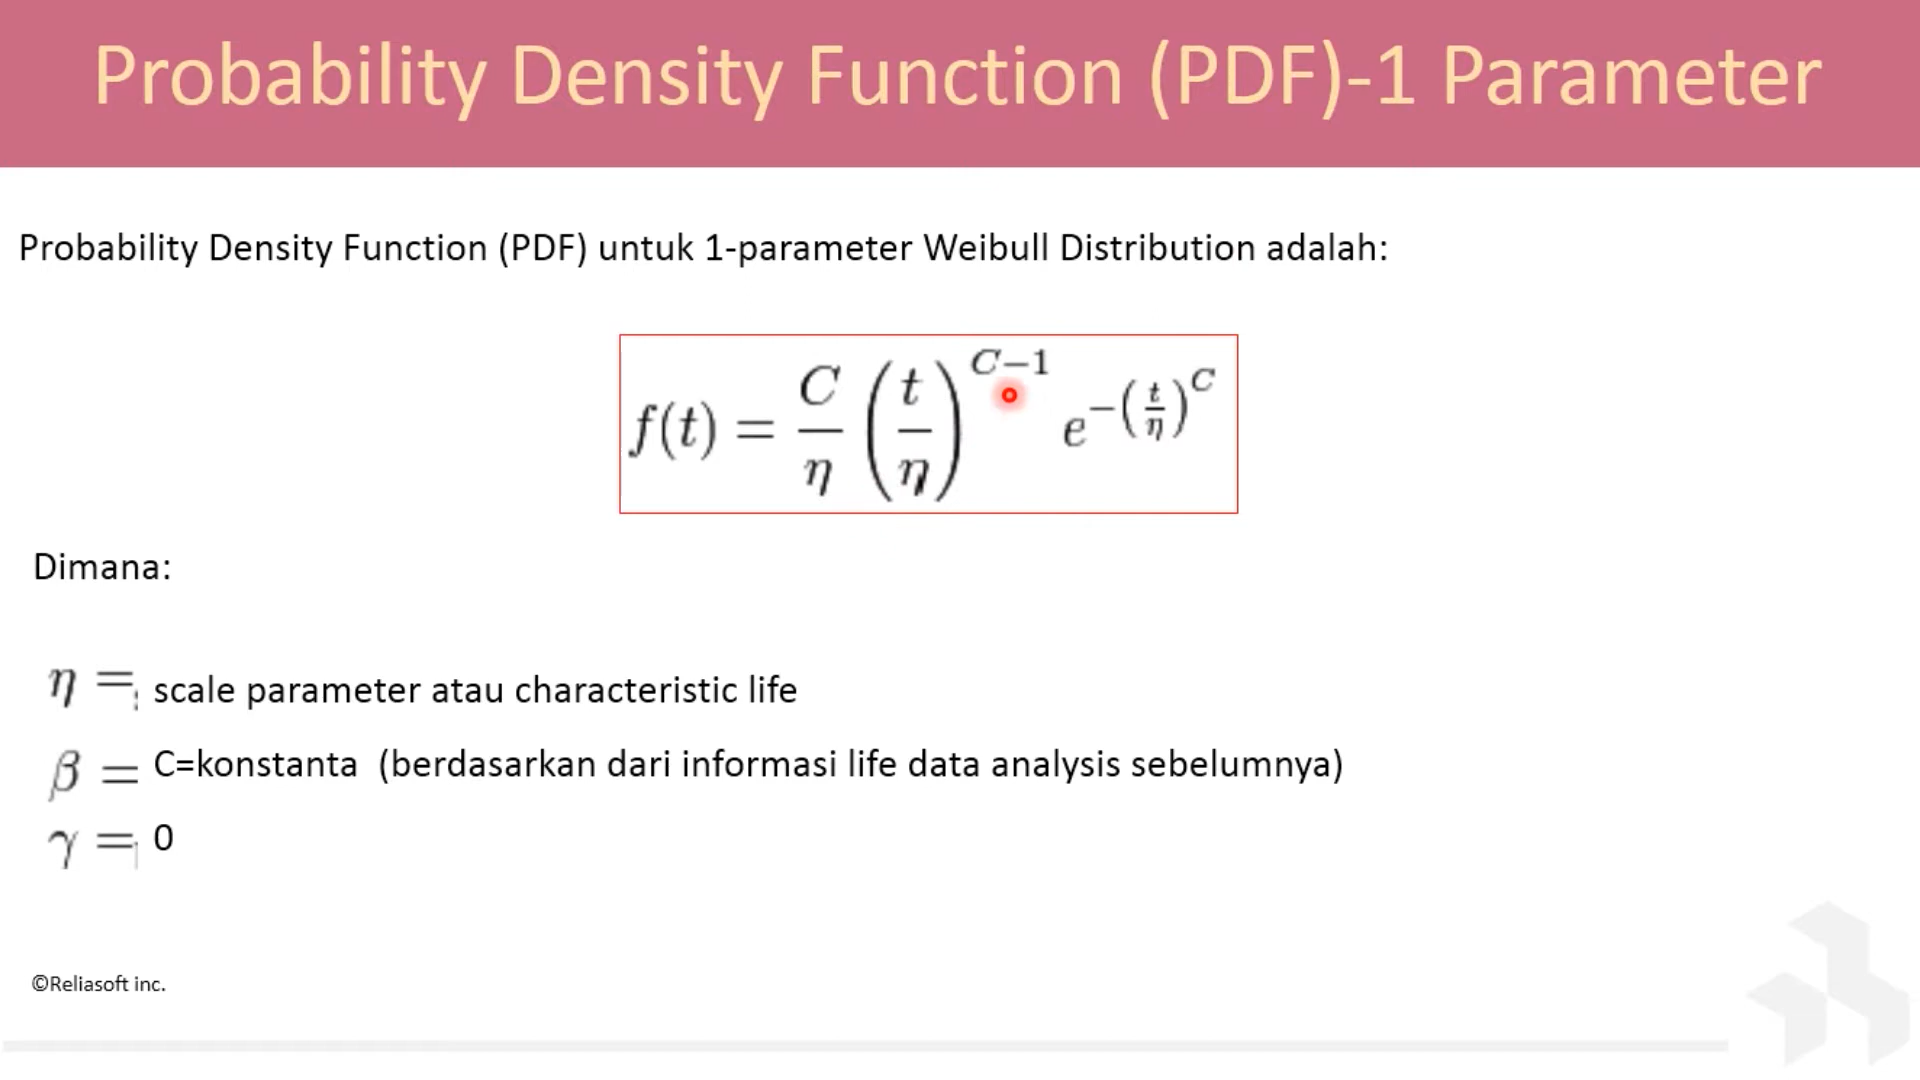 Probability Density Function (PDF)-1 Parameter
Probability Density Function (PDF) untuk 1-parameter Weibull Distribution adalah:
f(t) = C/η (t/η)^(C−1) e^(−(t/η)^C)
Dimana:
η = scale parameter atau characteristic life
β = C=konstanta (berdasarkan dari informasi life data analysis sebelumnya)
γ = 0
©Reliasoft inc.